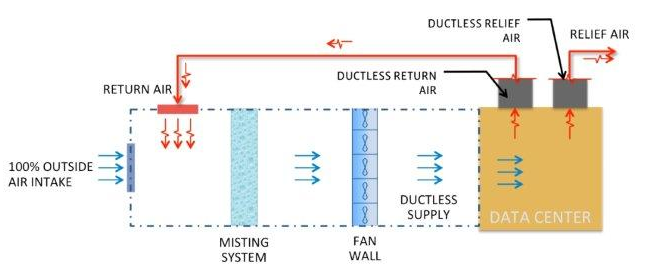 DUCTLESS RELIEF
AIR
RELIEF AIR
DUCTLESS RETURN
AIR
RETURN AIR
100% OUTSIDE
AIR INTAKE
DUCTLESS
SUPPLY
DATA CENTER
MISTING
SYSTEM
FAN
WALL